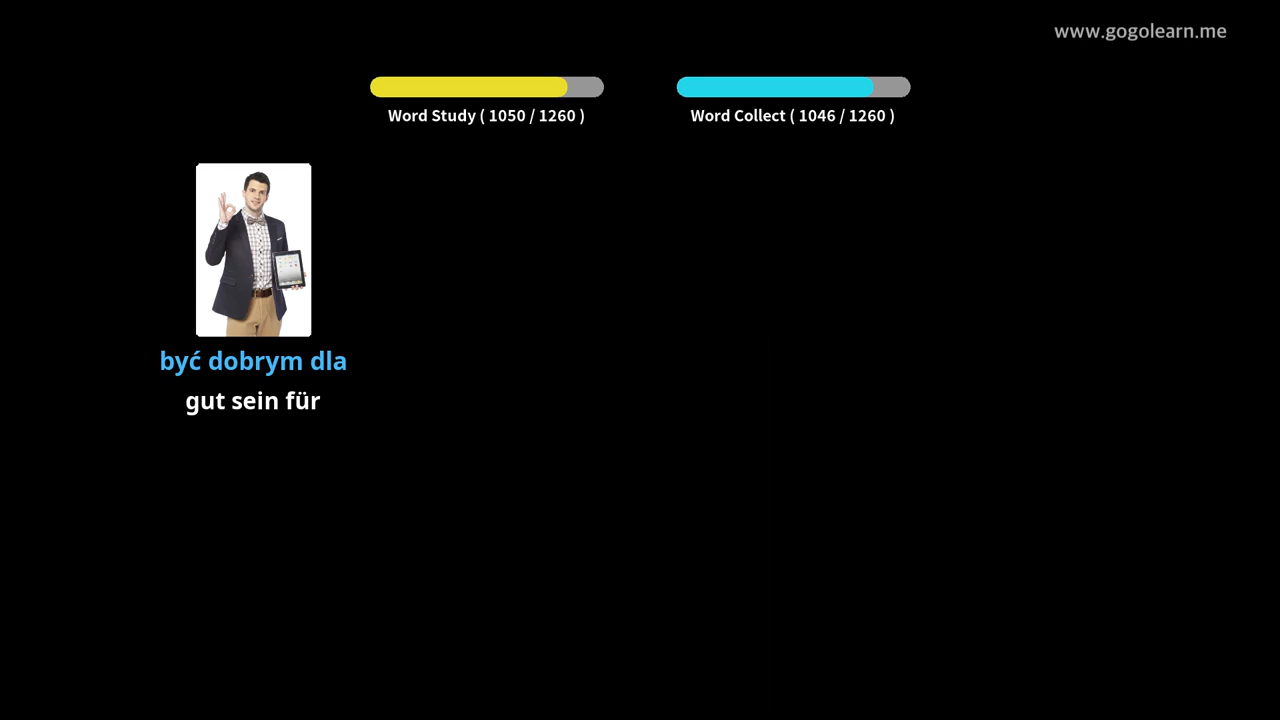 www.gogolearn.me
Word Study ( 1050 / 1260 )
Word Collect ( 1046 / 1260 )
być dobrym dla
gut sein für